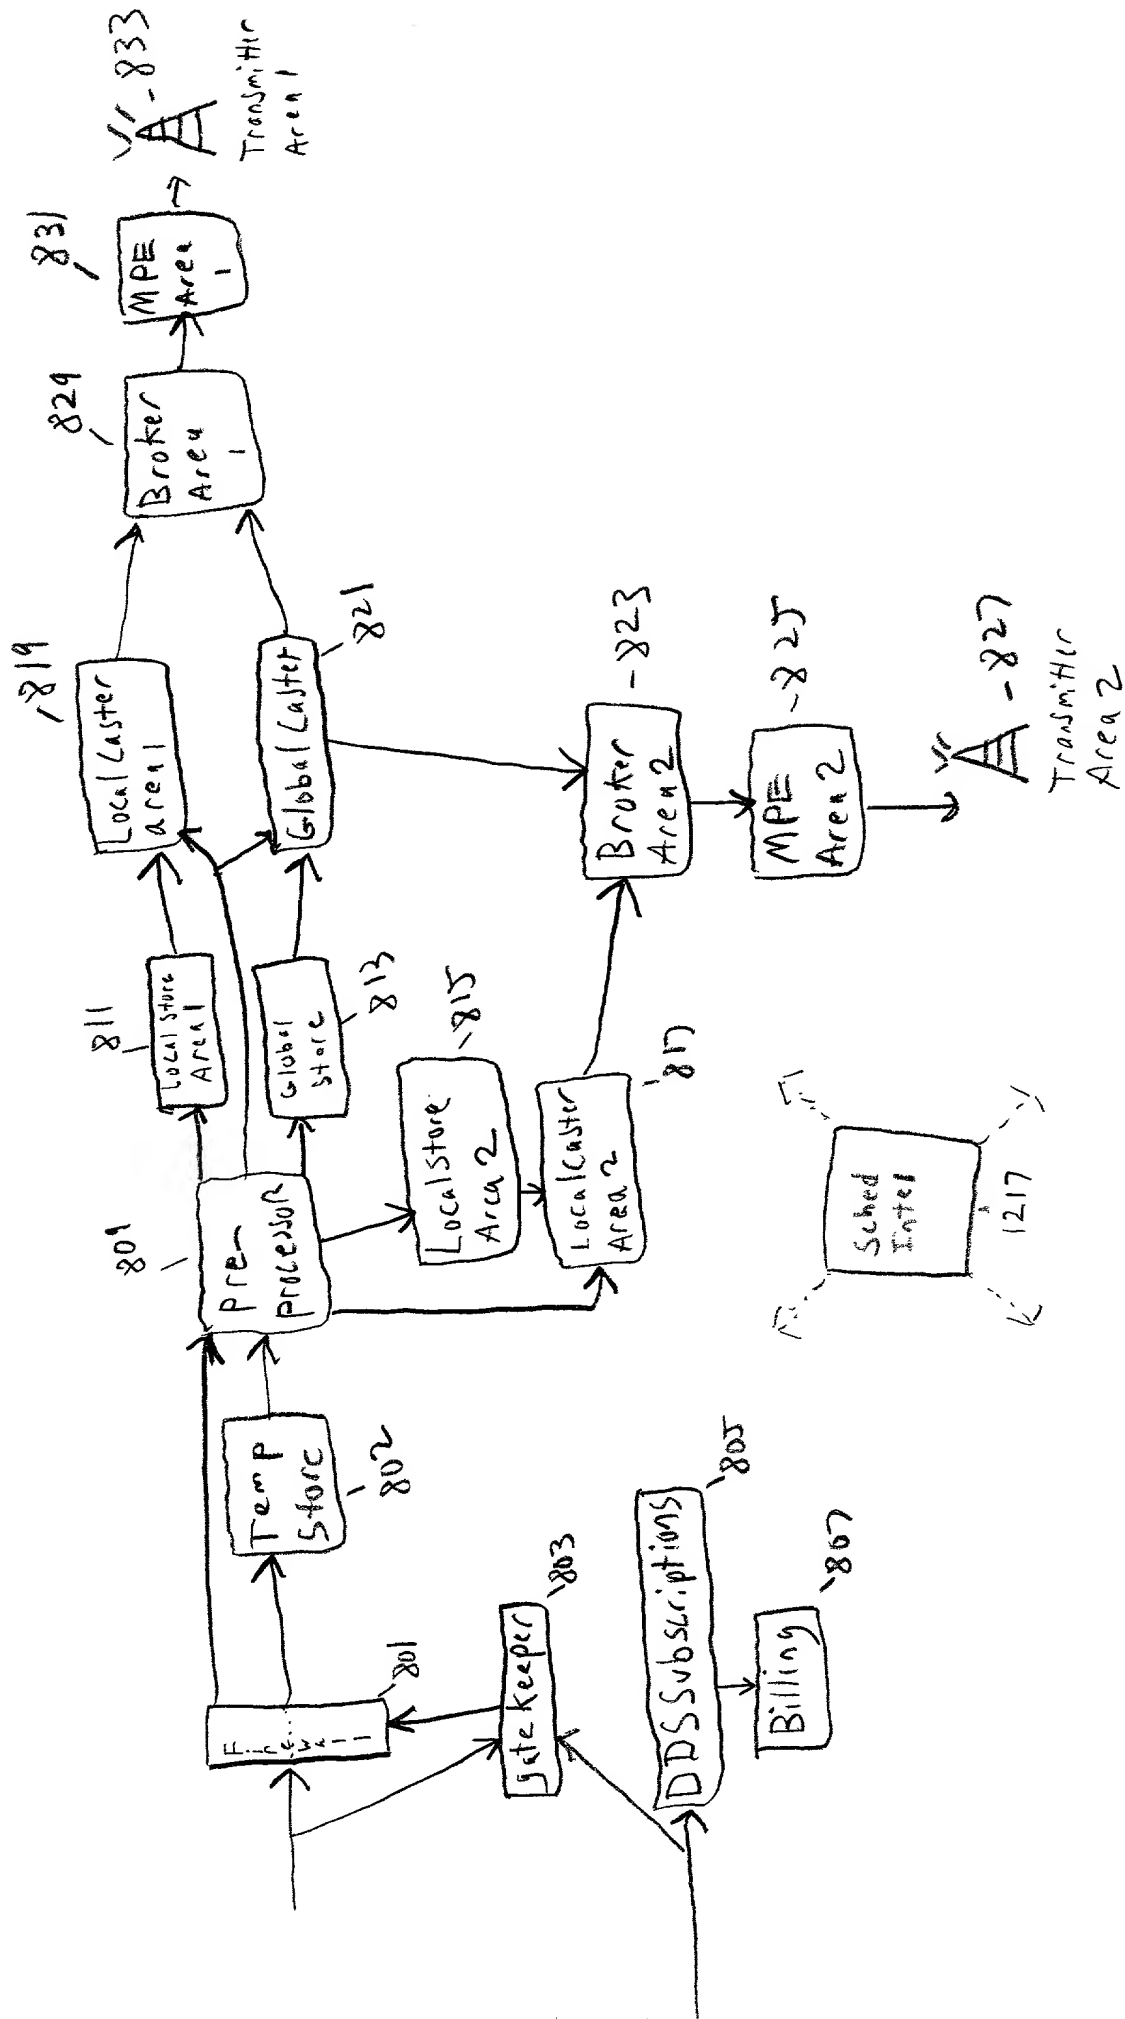 801
Firewall
Temp
Store
802
gate keeper
803
DDS Subscriptions
805
Billing
807
809
Pre-
processor
811
Local Store
Area 1
Global
Store
813
Local Store
Area 2
815
Local Caster
Area 2
817
819
Local Caster
area 1
Global Caster
821
829
Broker
Area
1
831
MPE
Area
1
833
Transmitter
Area 1
Broker
Area 2
823
MPE
Area 2
825
827
Transmitter
Area 2
Sched
Intel
1217